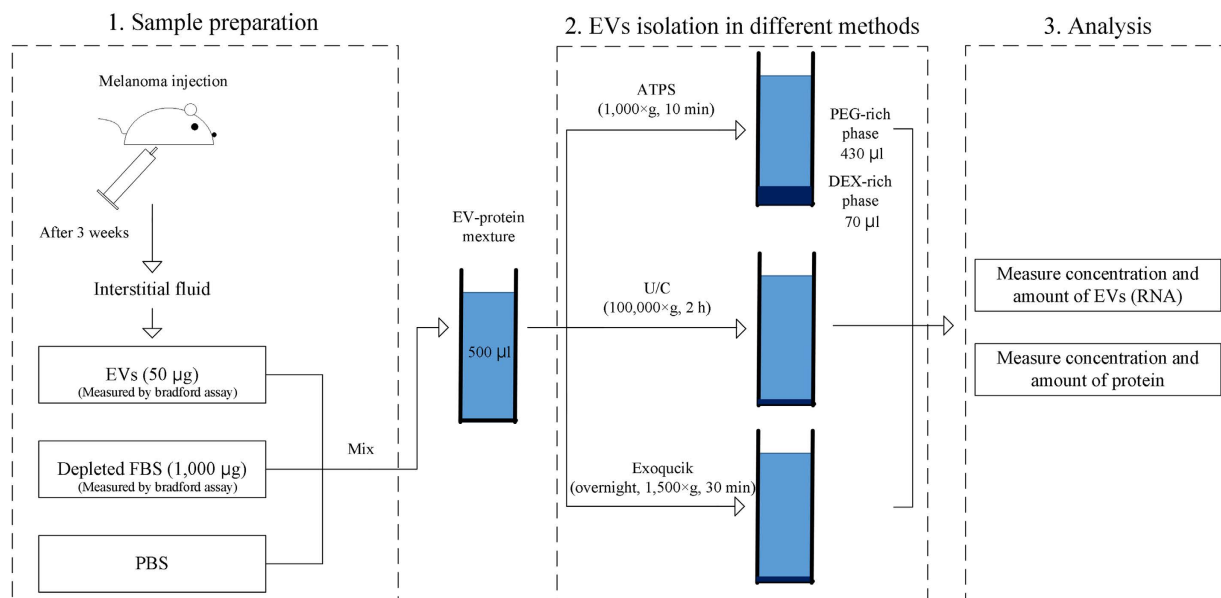 1. Sample preparation
Melanoma injection
After 3 weeks
Interstitial fluid
EVs (50 µg)
(Measured by bradford assay)
Depleted FBS (1,000 µg)
(Measured by bradford assay)
PBS
Mix
EV-protein
mexture
500 µl
2. EVs isolation in different methods
ATPS
(1,000×g, 10 min)
PEG-rich
phase
430 µl
DEX-rich
phase
70 µl
U/C
(100,000×g, 2 h)
Exoqucik
(overnight, 1,500×g, 30 min)
3. Analysis
Measure concentration and
amount of EVs (RNA)
Measure concentration and
amount of protein